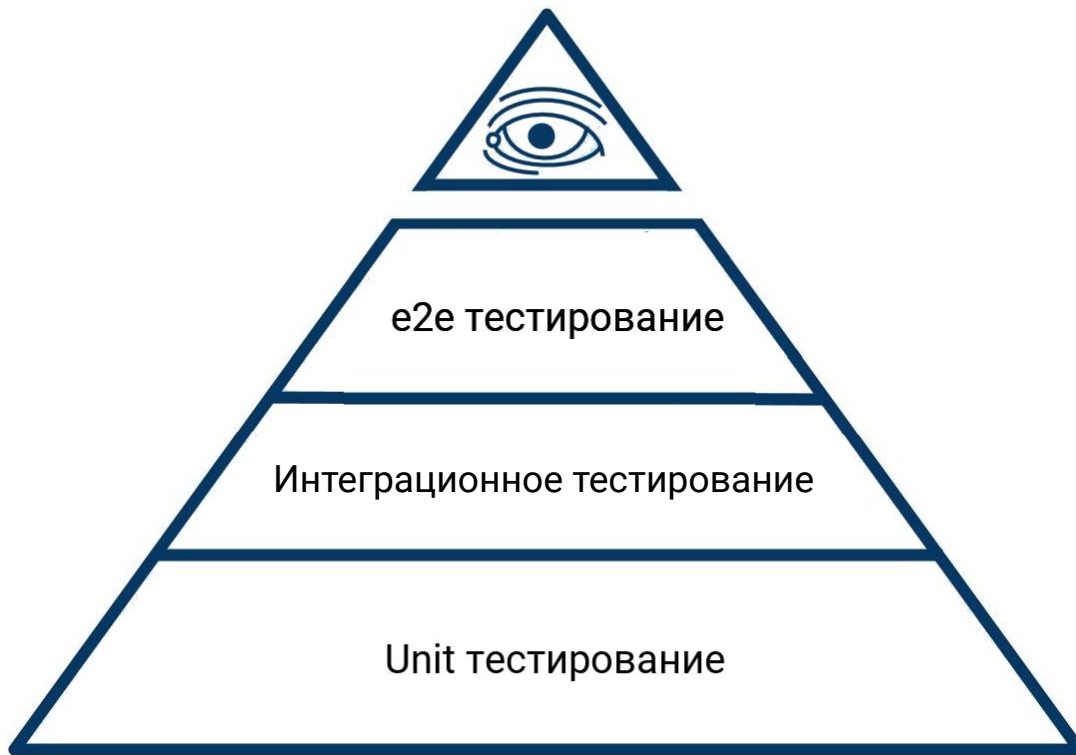 e2e тестирование
Интеграционное тестирование
Unit тестирование